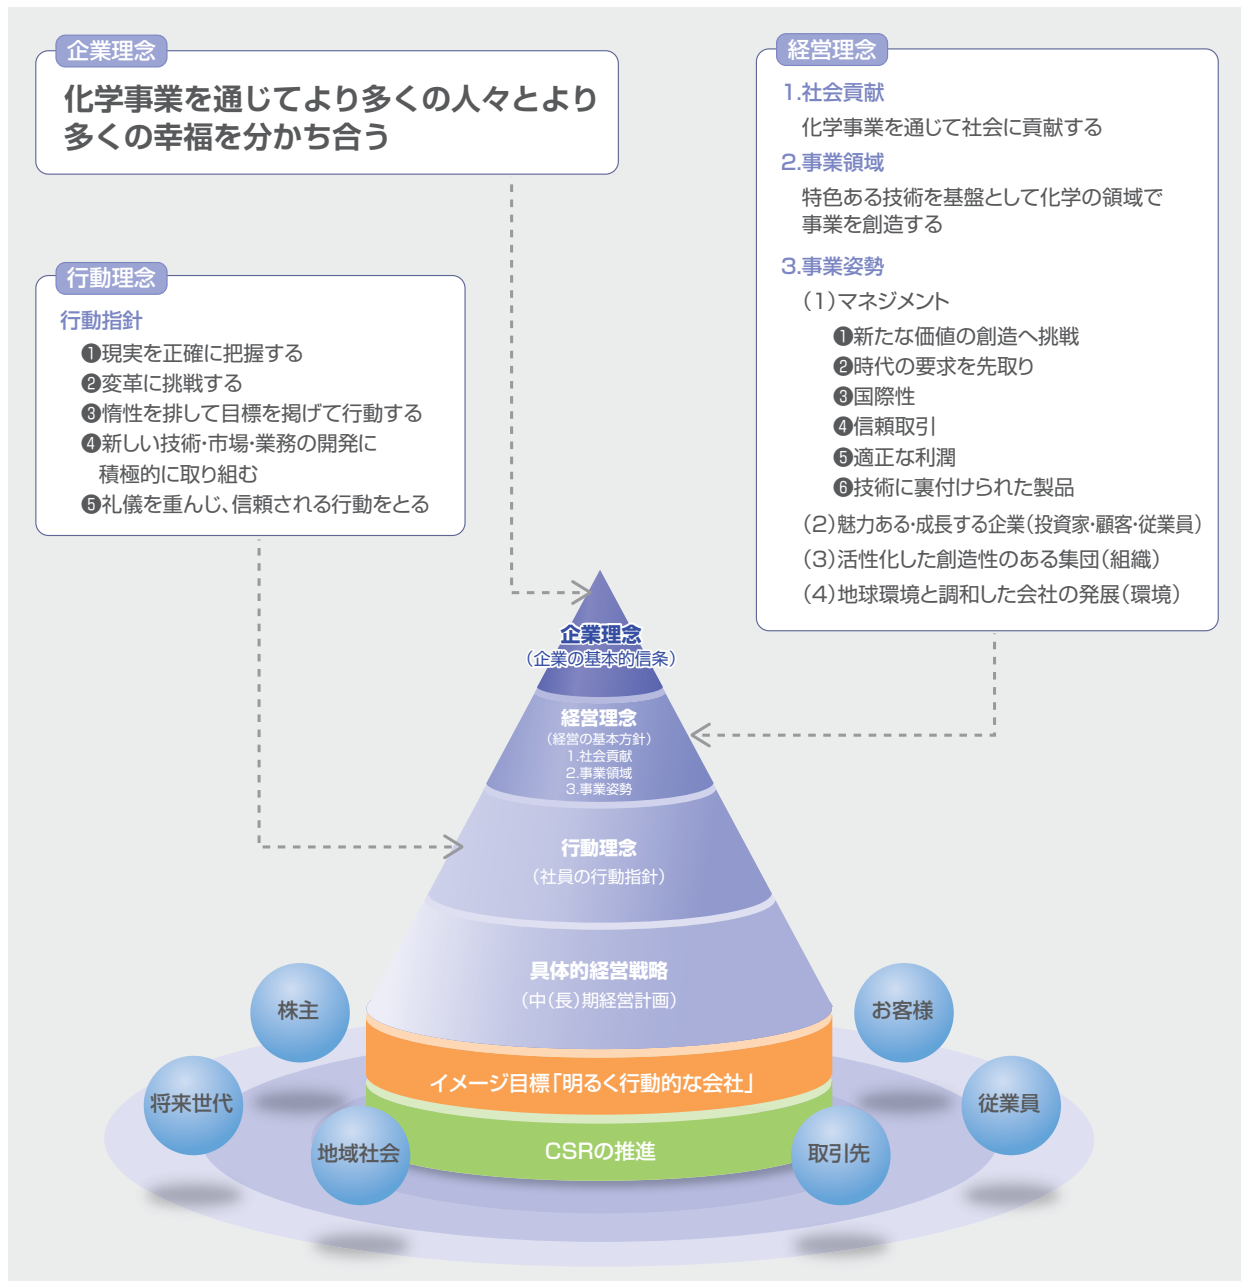 企業理念
化学事業を通じてより多くの人々とより
多くの幸福を分かち合う
行動理念
行動指針
❶現実を正確に把握する
❷変革に挑戦する
❸惰性を排して目標を掲げて行動する
❹新しい技術・市場・業務の開発に
積極的に取り組む
❺礼儀を重んじ、信頼される行動をとる
経営理念
1.社会貢献
化学事業を通じて社会に貢献する
2.事業領域
特色ある技術を基盤として化学の領域で
事業を創造する
3.事業姿勢
(1)マネジメント
❶新たな価値の創造へ挑戦
❷時代の要求を先取り
❸国際性
❹信頼取引
❺適正な利潤
❻技術に裏付けられた製品
(2)魅力ある・成長する企業(投資家・顧客・従業員)
(3)活性化した創造性のある集団(組織)
(4)地球環境と調和した会社の発展(環境)
企業理念
(企業の基本的信条)
経営理念
(経営の基本方針)
1.社会貢献
2.事業領域
3.事業姿勢
行動理念
(社員の行動指針)
具体的経営戦略
(中(長)期経営計画)
イメージ目標「明るく行動的な会社」
CSRの推進
株主
将来世代
地域社会
お客様
従業員
取引先